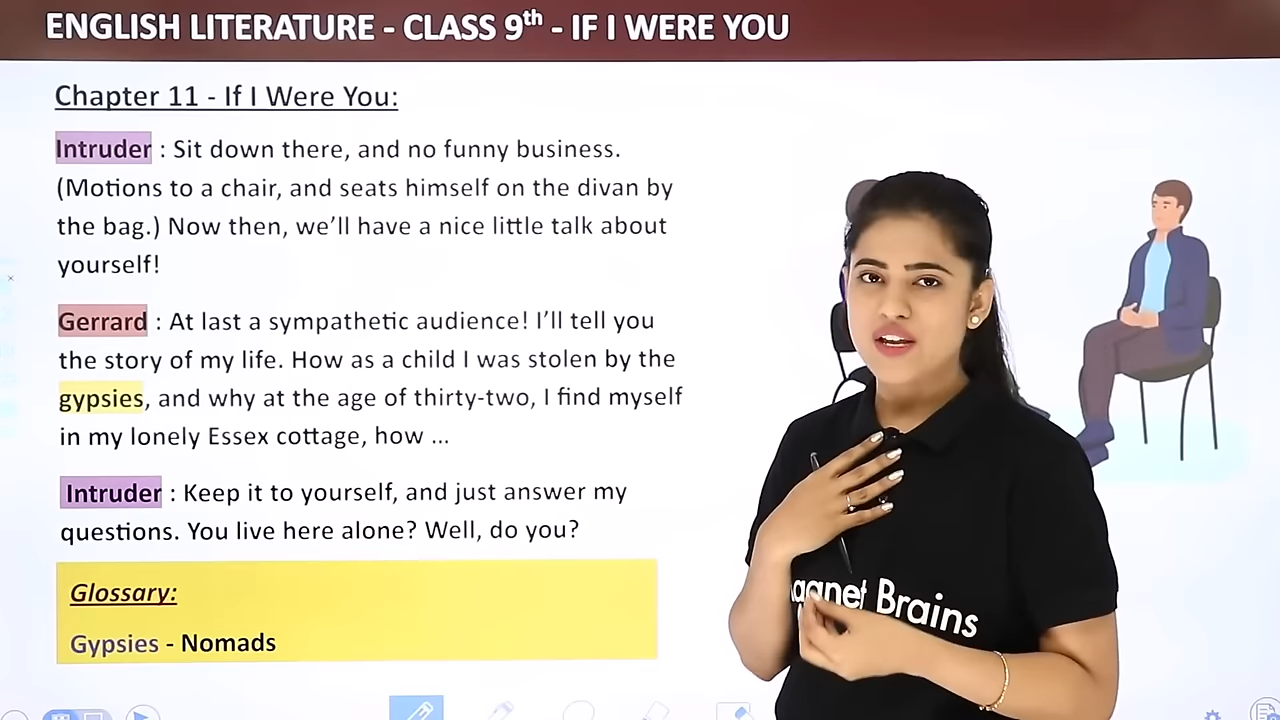 ENGLISH LITERATURE - CLASS 9th - IF I WERE YOU
Chapter 11 - If I Were You:
Intruder : Sit down there, and no funny business.
(Motions to a chair, and seats himself on the divan by
the bag.) Now then, we’ll have a nice little talk about
yourself!
Gerrard : At last a sympathetic audience! I’ll tell you
the story of my life. How as a child I was stolen by the
gypsies, and why at the age of thirty-two, I find myself
in my lonely Essex cottage, how ...
Intruder : Keep it to yourself, and just answer my
questions. You live here alone? Well, do you?
Glossary:
Gypsies - Nomads
Brains